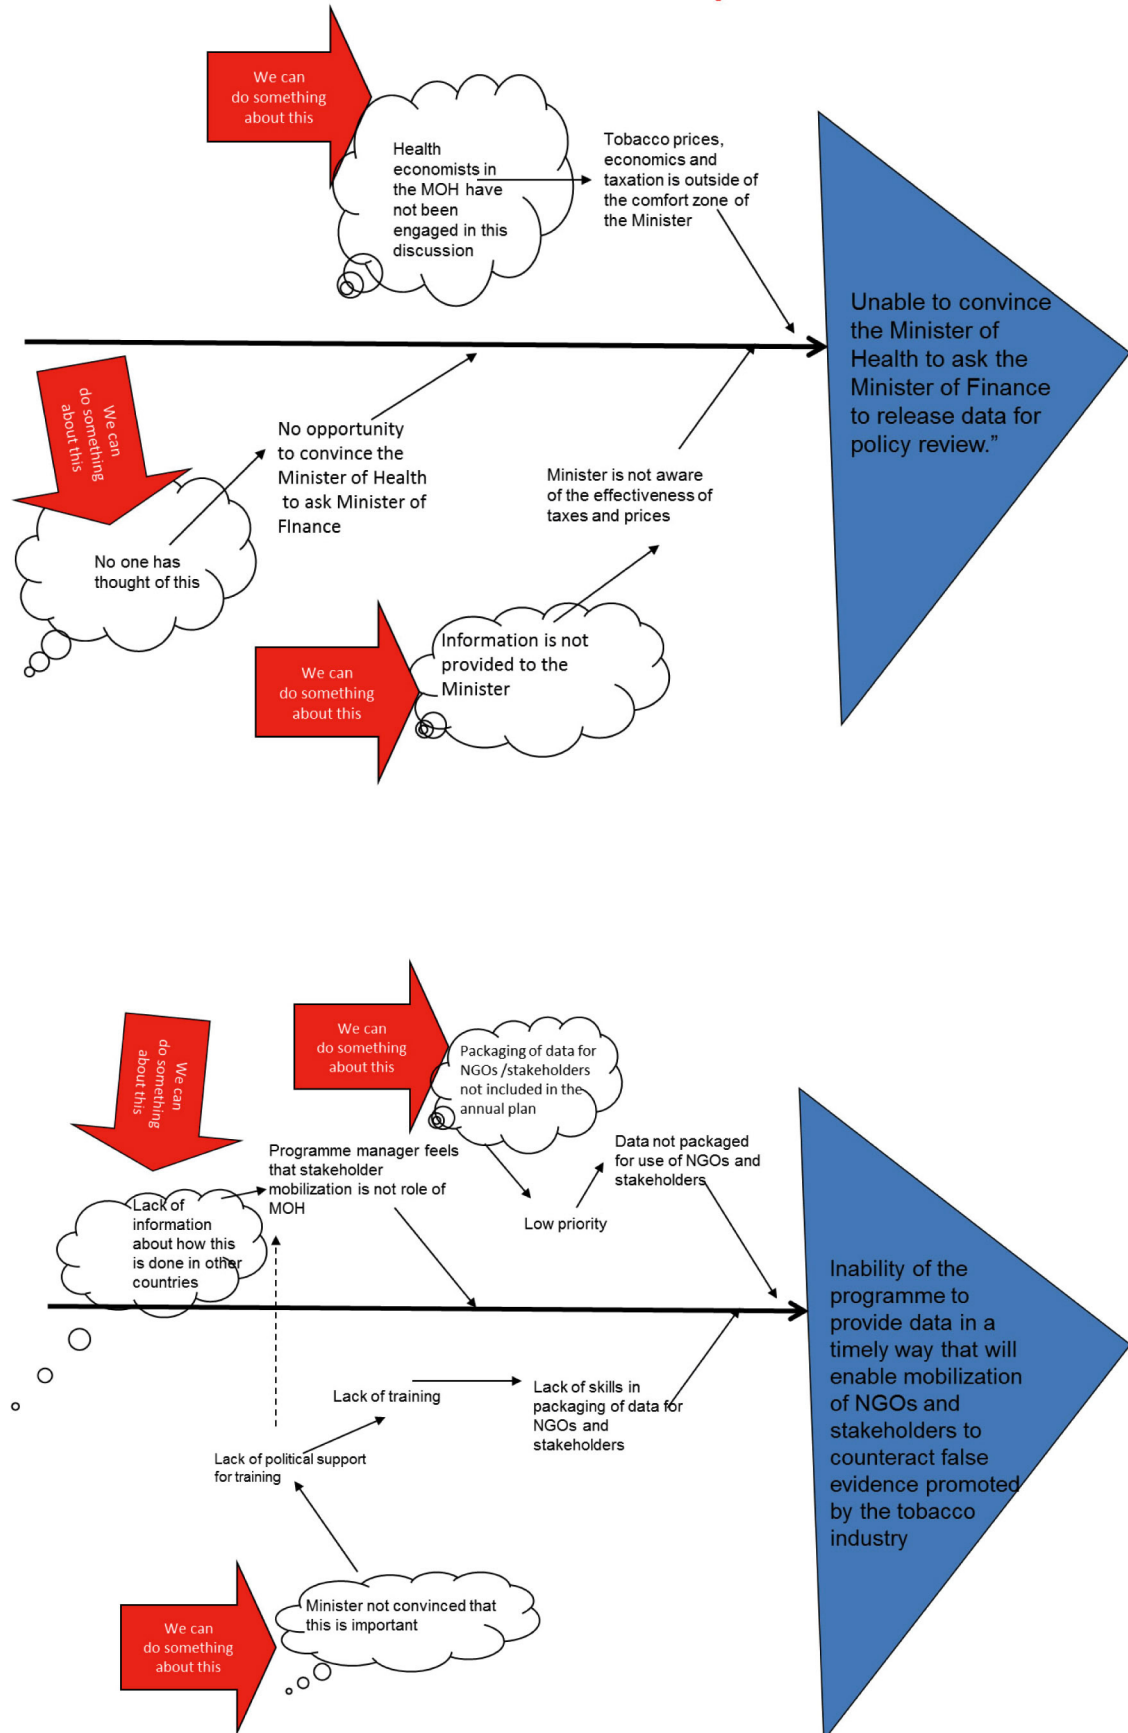 We can
do something
about this
Health
economists in
the MOH have
not been
engaged in this
discussion
Tobacco prices,
economics and
taxation is outside of
the comfort zone of
the Minister
Unable to convince
the Minister of
Health to ask the
Minister of Finance
to release data for
policy review.”
We can
do something
about this
No opportunity
to convince the
Minister of Health
to ask Minister of
FInance
Minister is not aware
of the effectiveness of
taxes and prices
No one has
thought of this
We can
do something
about this
Information is not
provided to the
Minister
We can
do something
about this
We can
do something
about this
Packaging of data for
NGOs /stakeholders
not included in the
annual plan
Programme manager feels
that stakeholder
mobilization is not role of
MOH
Data not packaged
for use of NGOs and
stakeholders
Low priority
Lack of
information
about how this
is done in other
countries
Inability of the
programme to
provide data in a
timely way that will
enable mobilization
of NGOs and
stakeholders to
counteract false
evidence promoted
by the tobacco
industry
Lack of training
Lack of skills in
packaging of data for
NGOs and
stakeholders
Lack of political support
for training
Minister not convinced that
this is important
We can
do something
about this